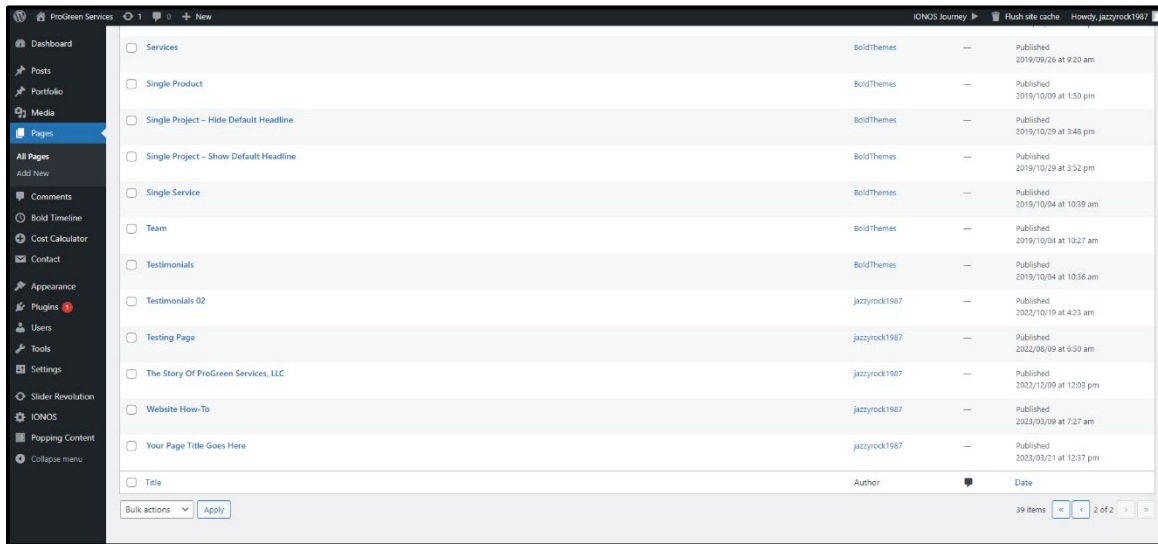 ProGreen Services 1 0 + New IONOS Journey Flush site cache Howdy, jazzyrock1987
Dashboard
Posts
Portfolio
Media
Pages
All Pages
Add New
Comments
Bold Timeline
Cost Calculator
Contact
Appearance
Plugins 1
Users
Tools
Settings
Slider Revolution
IONOS
Popping Content
Collapse menu
Services BoldThemes — Published
2019/09/26 at 9:20 am
Single Product BoldThemes — Published
2019/10/09 at 1:50 pm
Single Project – Hide Default Headline BoldThemes — Published
2019/10/29 at 3:48 pm
Single Project – Show Default Headline BoldThemes — Published
2019/10/29 at 3:52 pm
Single Service BoldThemes — Published
2019/10/04 at 10:39 am
Team BoldThemes — Published
2019/10/04 at 10:27 am
Testimonials BoldThemes — Published
2019/10/04 at 10:36 am
Testimonials 02 jazzyrock1987 — Published
2022/10/19 at 4:23 am
Testing Page jazzyrock1987 — Published
2022/08/09 at 6:50 am
The Story Of ProGreen Services, LLC jazzyrock1987 — Published
2022/12/09 at 12:03 pm
Website How-To jazzyrock1987 — Published
2023/03/09 at 7:27 am
Your Page Title Goes Here jazzyrock1987 — Published
2023/03/21 at 12:37 pm
Title Author Date
Bulk actions Apply 39 items « ‹ 2 of 2 › »